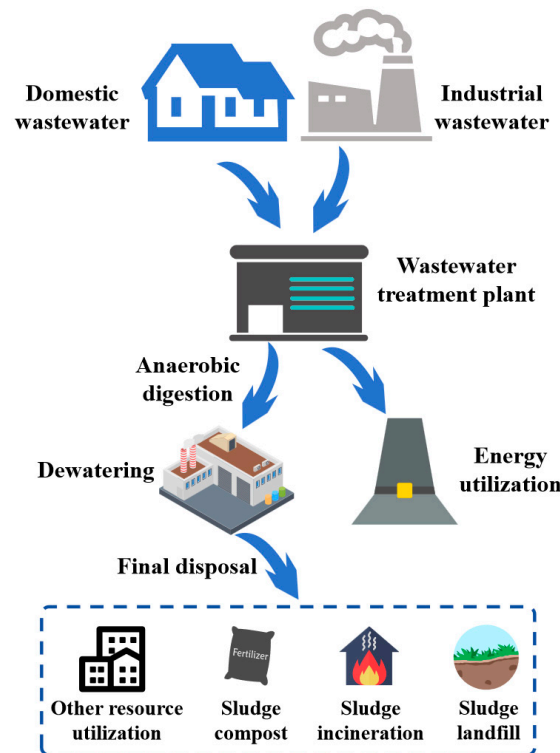 Domestic
wastewater
Industrial
wastewater
Wastewater
treatment plant
Anaerobic
digestion
Dewatering
Energy
utilization
Final disposal
Fertilizer
Other resource
utilization
Sludge
compost
Sludge
incineration
Sludge
landfill